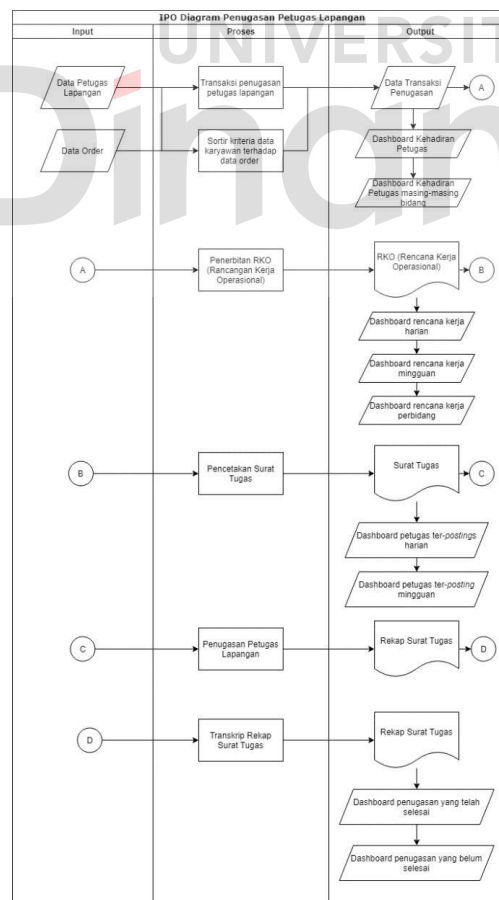 IPO Diagram Penugasan Petugas Lapangan
Input
Proses
Output
UNIVERSIT
Dinam
Data Petugas
Lapangan
Transaksi penugasan
petugas lapangan
Data Transaksi
Penugasan
A
Data Order
Sortir kriteria data
karyawan terhadap
data order
Dashboard Kehadiran
Petugas
Dashboard Kehadiran
Petugas masing-masing
bidang
A
Penerbitan RKO
(Rancangan Kerja
Operasional)
RKO (Rencana Kerja
Operasional)
B
Dashboard rencana kerja
harian
Dashboard rencana kerja
mingguan
Dashboard rencana kerja
perbidang
B
Pencetakan Surat
Tugas
Surat Tugas
C
Dashboard petugas ter-postings
harian
Dashboard petugas ter-posting
mingguan
C
Penugasan Petugas
Lapangan
Rekap Surat Tugas
D
D
Transkrip Rekap
Surat Tugas
Rekap Surat Tugas
Dashboard penugasan yang telah
selesai
Dashboard penugasan yang belum
selesai